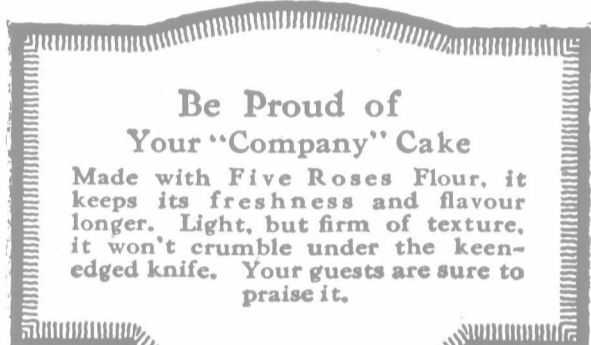 Be Proud of
Your "Company" Cake
Made with Five Roses Flour, it
keeps its freshness and flavour
longer. Light, but firm of texture,
it won't crumble under the keen-
edged knife. Your guests are sure to
praise it.